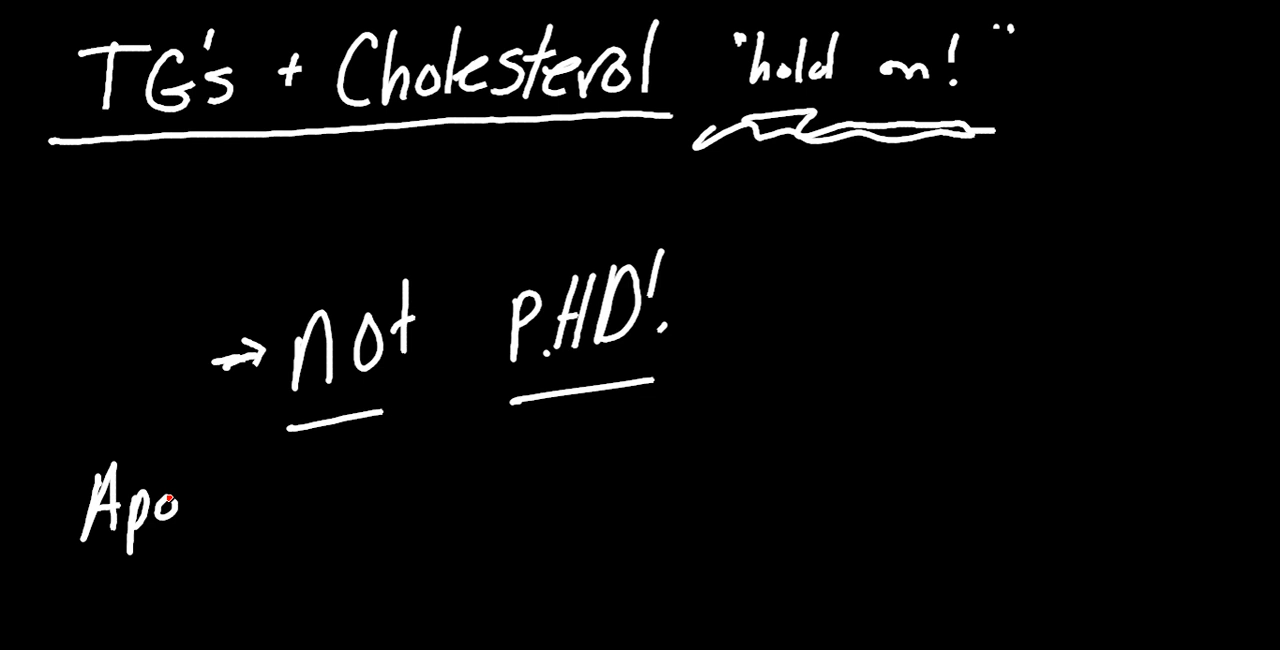 TG's + Cholesterol "hold on!"
→ not P.HD!
Apo